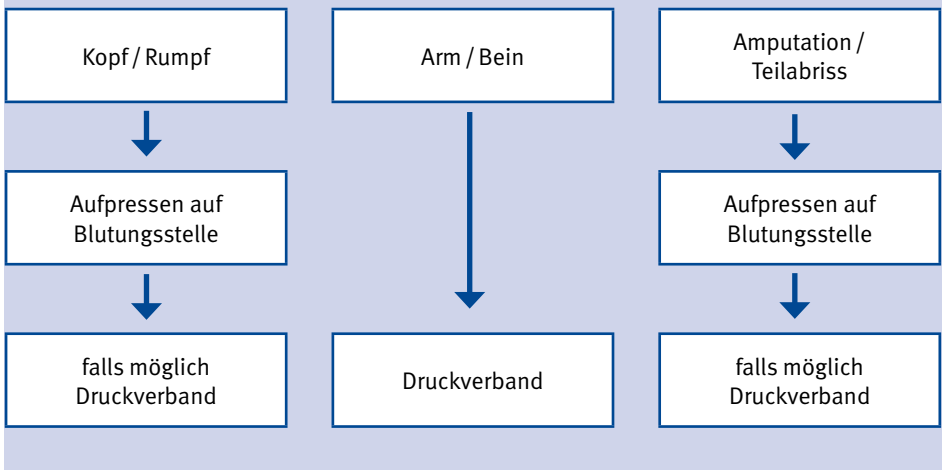 Kopf / Rumpf
Arm / Bein
Amputation /
Teilabriss
Aufpressen auf
Blutungsstelle
Aufpressen auf
Blutungsstelle
falls möglich
Druckverband
Druckverband
falls möglich
Druckverband